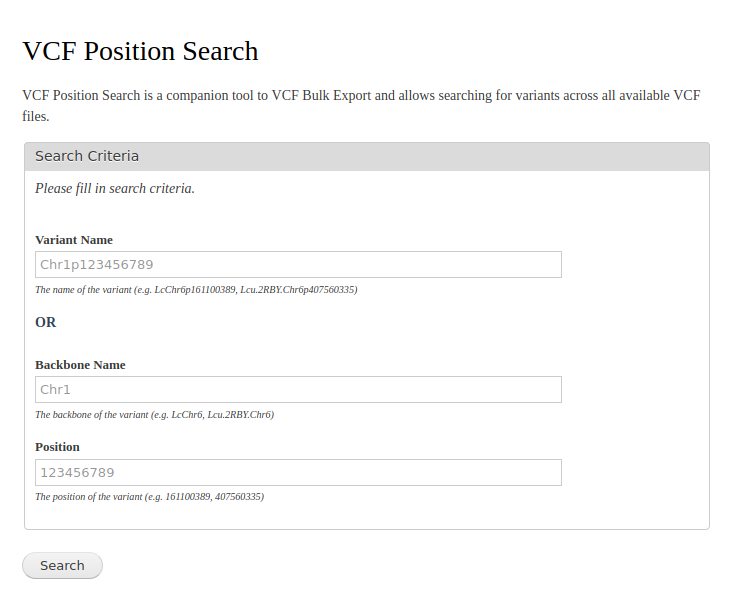 VCF Position Search
VCF Position Search is a companion tool to VCF Bulk Export and allows searching for variants across all available VCF
files.
Search Criteria
Please fill in search criteria.
Variant Name
Chr1p123456789
The name of the variant (e.g. LcChr6p161100389, Lcu.2RBY.Chr6p407560335)
OR
Backbone Name
Chr1
The backbone of the variant (e.g. LcChr6, Lcu.2RBY.Chr6)
Position
123456789
The position of the variant (e.g. 161100389, 407560335)
Search